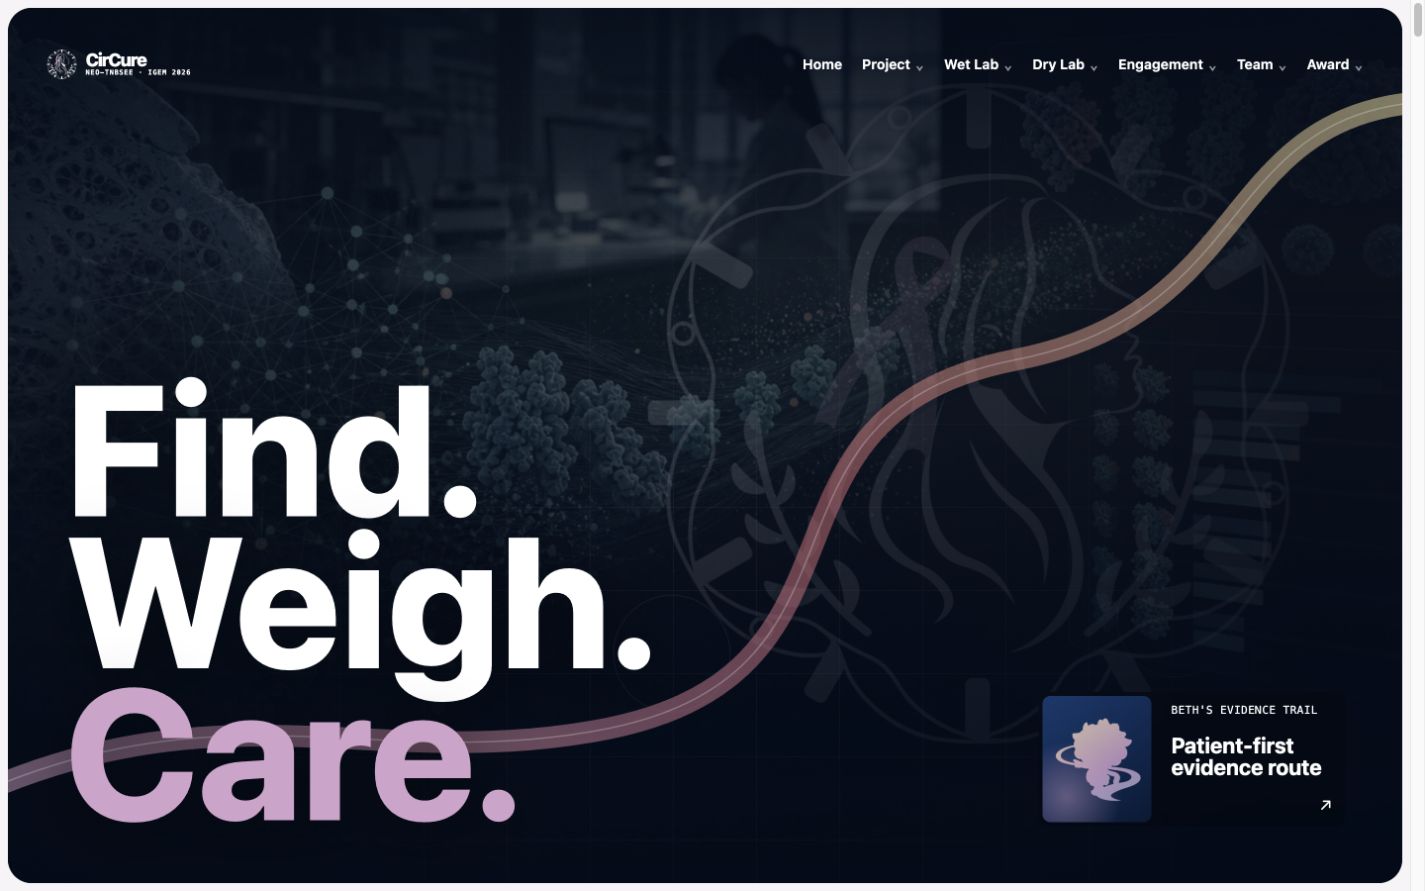 CirCure
NEO-TNBSEE · IGEM 2026
Home Project Wet Lab Dry Lab Engagement Team Award
Find.
Weigh.
Care.
BETH'S EVIDENCE TRAIL
Patient-first
evidence route